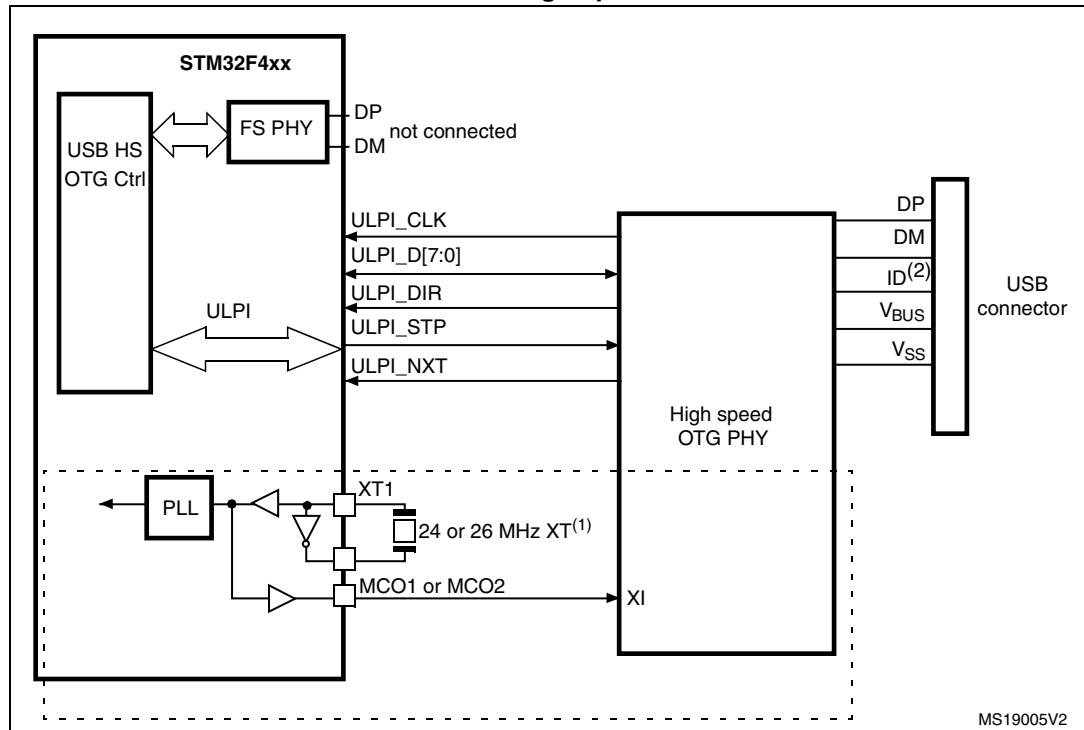 STM32F4xx
FS PHY
DP
not connected
DM
USB HS
OTG Ctrl
ULPI_CLK
ULPI_D[7:0]
ULPI_DIR
ULPI
ULPI_STP
ULPI_NXT
High speed
OTG PHY
DP
DM
ID(2)
VBUS
VSS
USB
connector
PLL
XT1
24 or 26 MHz XT(1)
MCO1 or MCO2
XI
MS19005V2